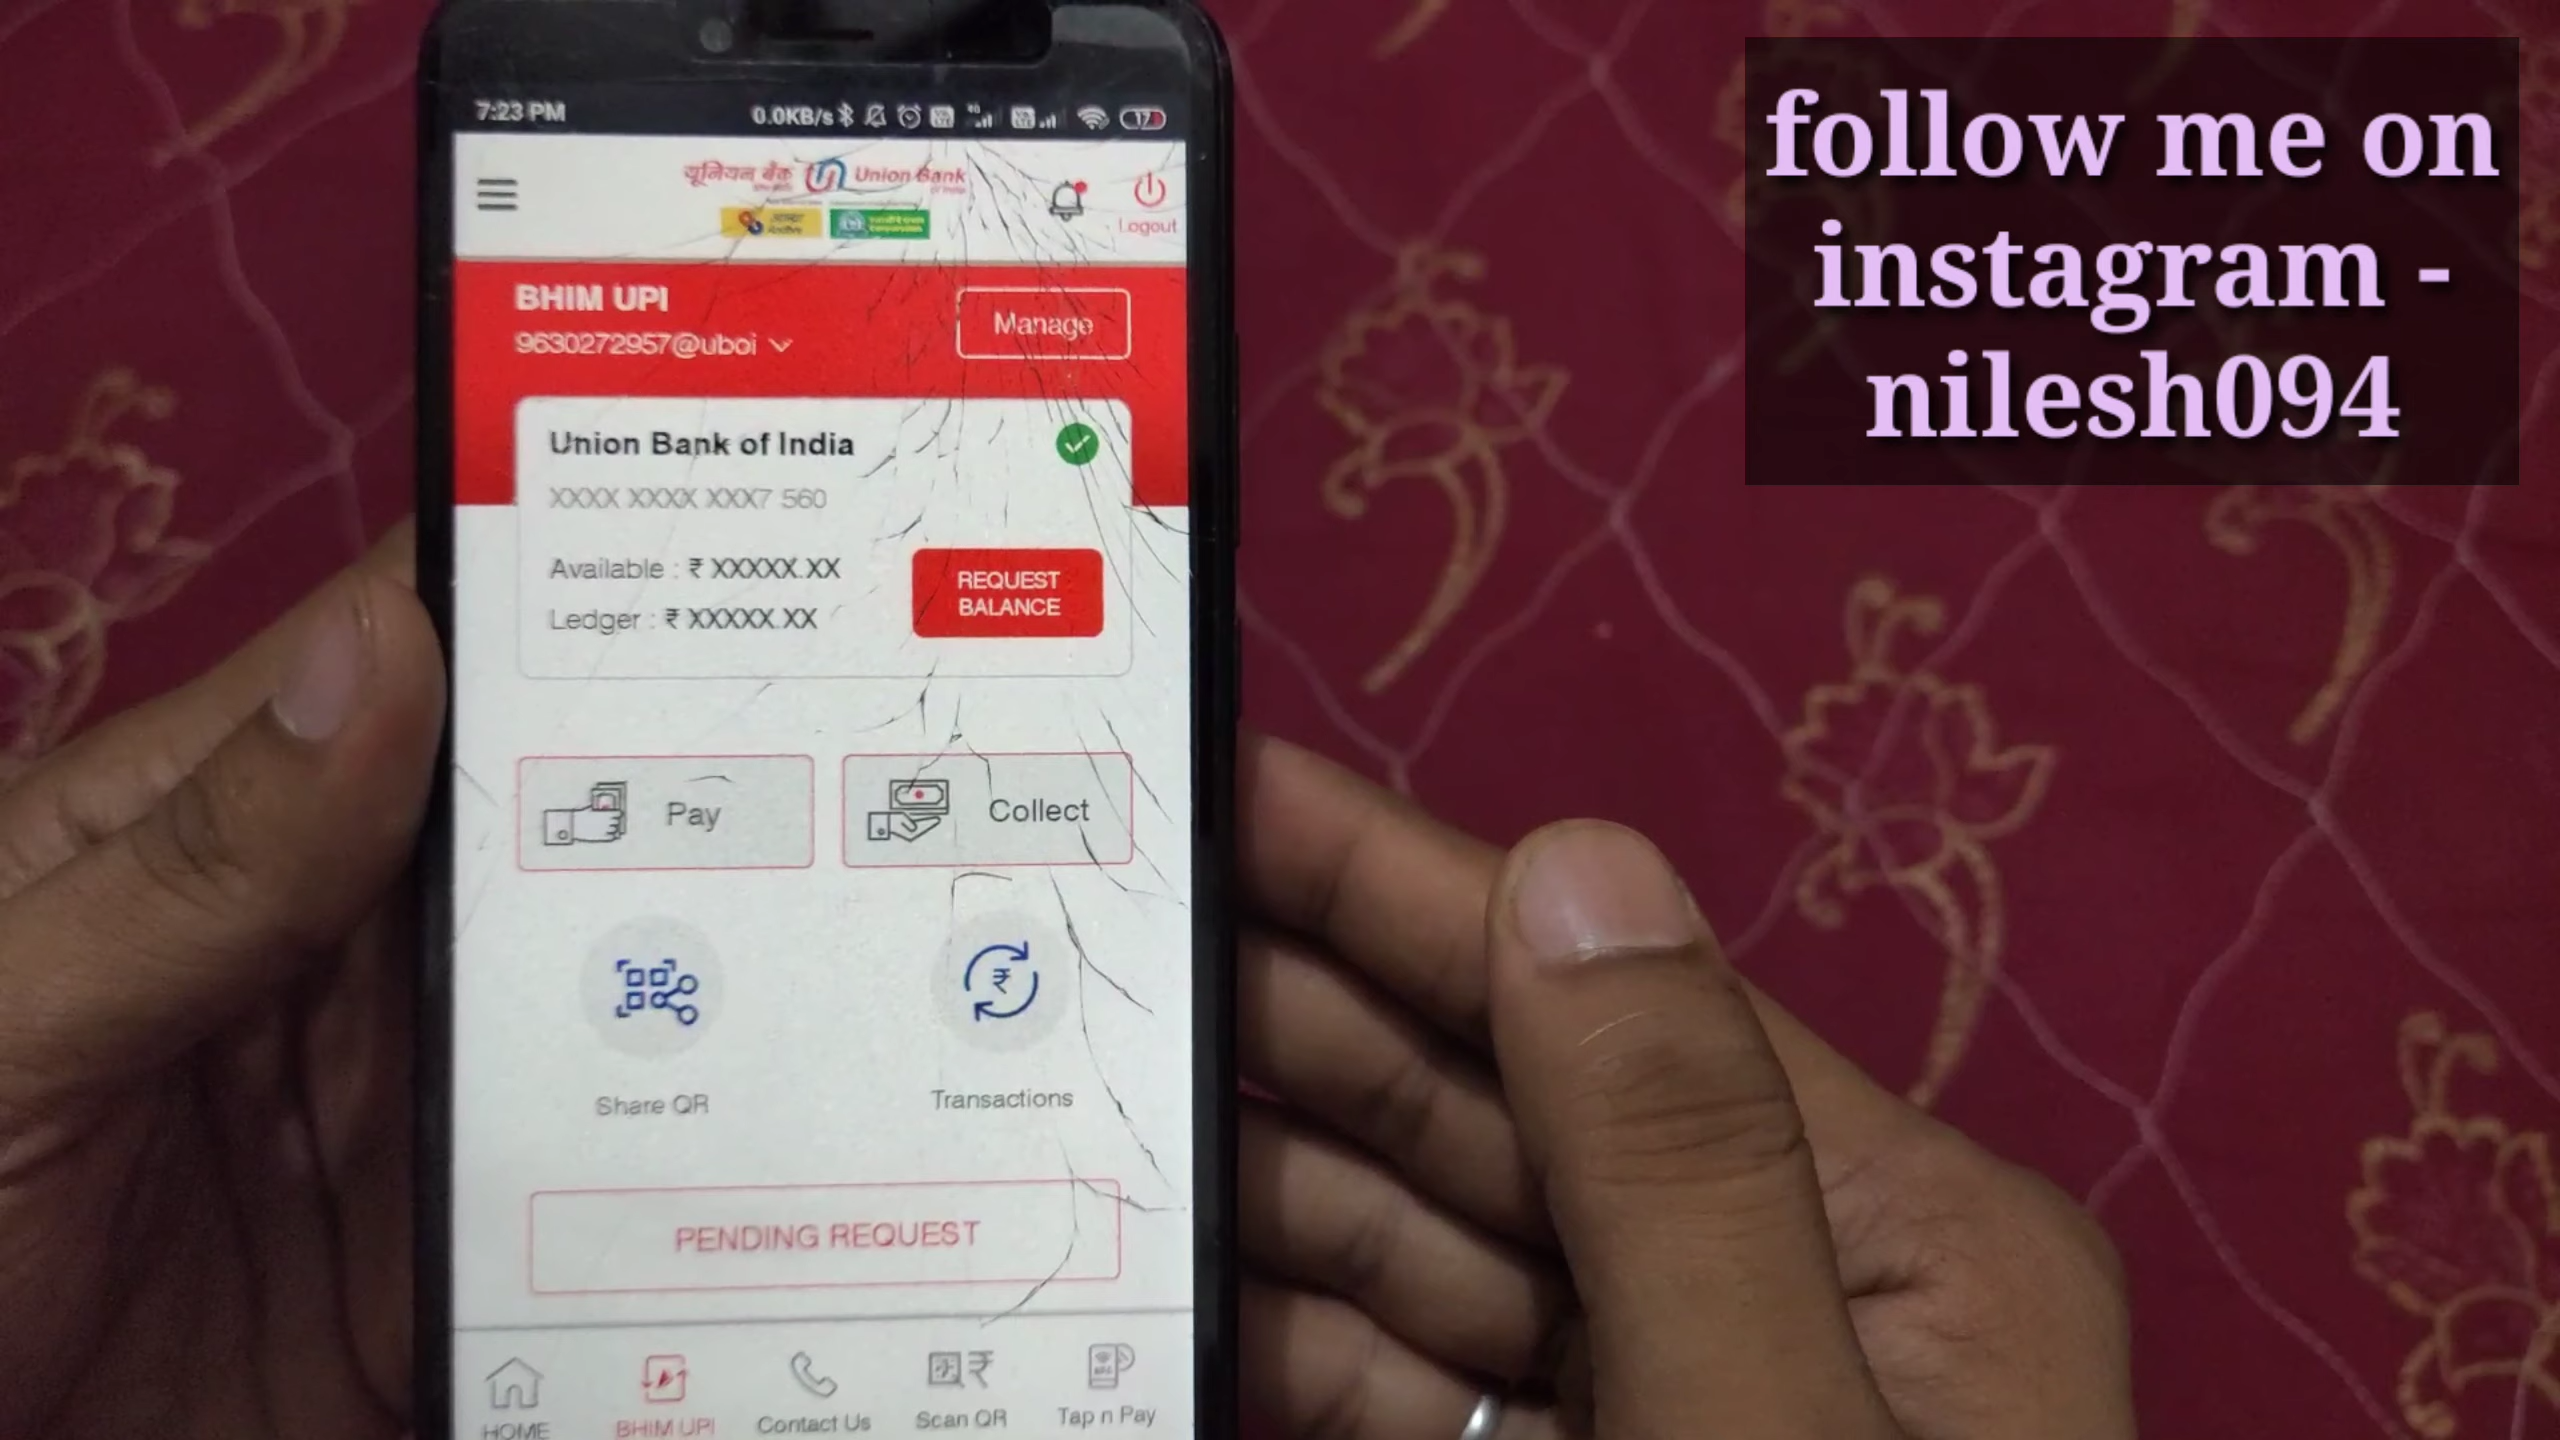 follow me on
instagram -
nilesh094
7:23 PM 0.0KB/s 17
यूनियन बैंक Union Bank
Logout
BHIM UPI
9630272957@uboi
Manage
Union Bank of India
XXXX XXXX XXX7 560
Available : ₹ XXXXX.XX
Ledger : ₹ XXXXX.XX
REQUEST
BALANCE
Pay
Collect
Share QR
Transactions
PENDING REQUEST
HOME
BHIM UPI
Contact Us
Scan QR
Tap n Pay